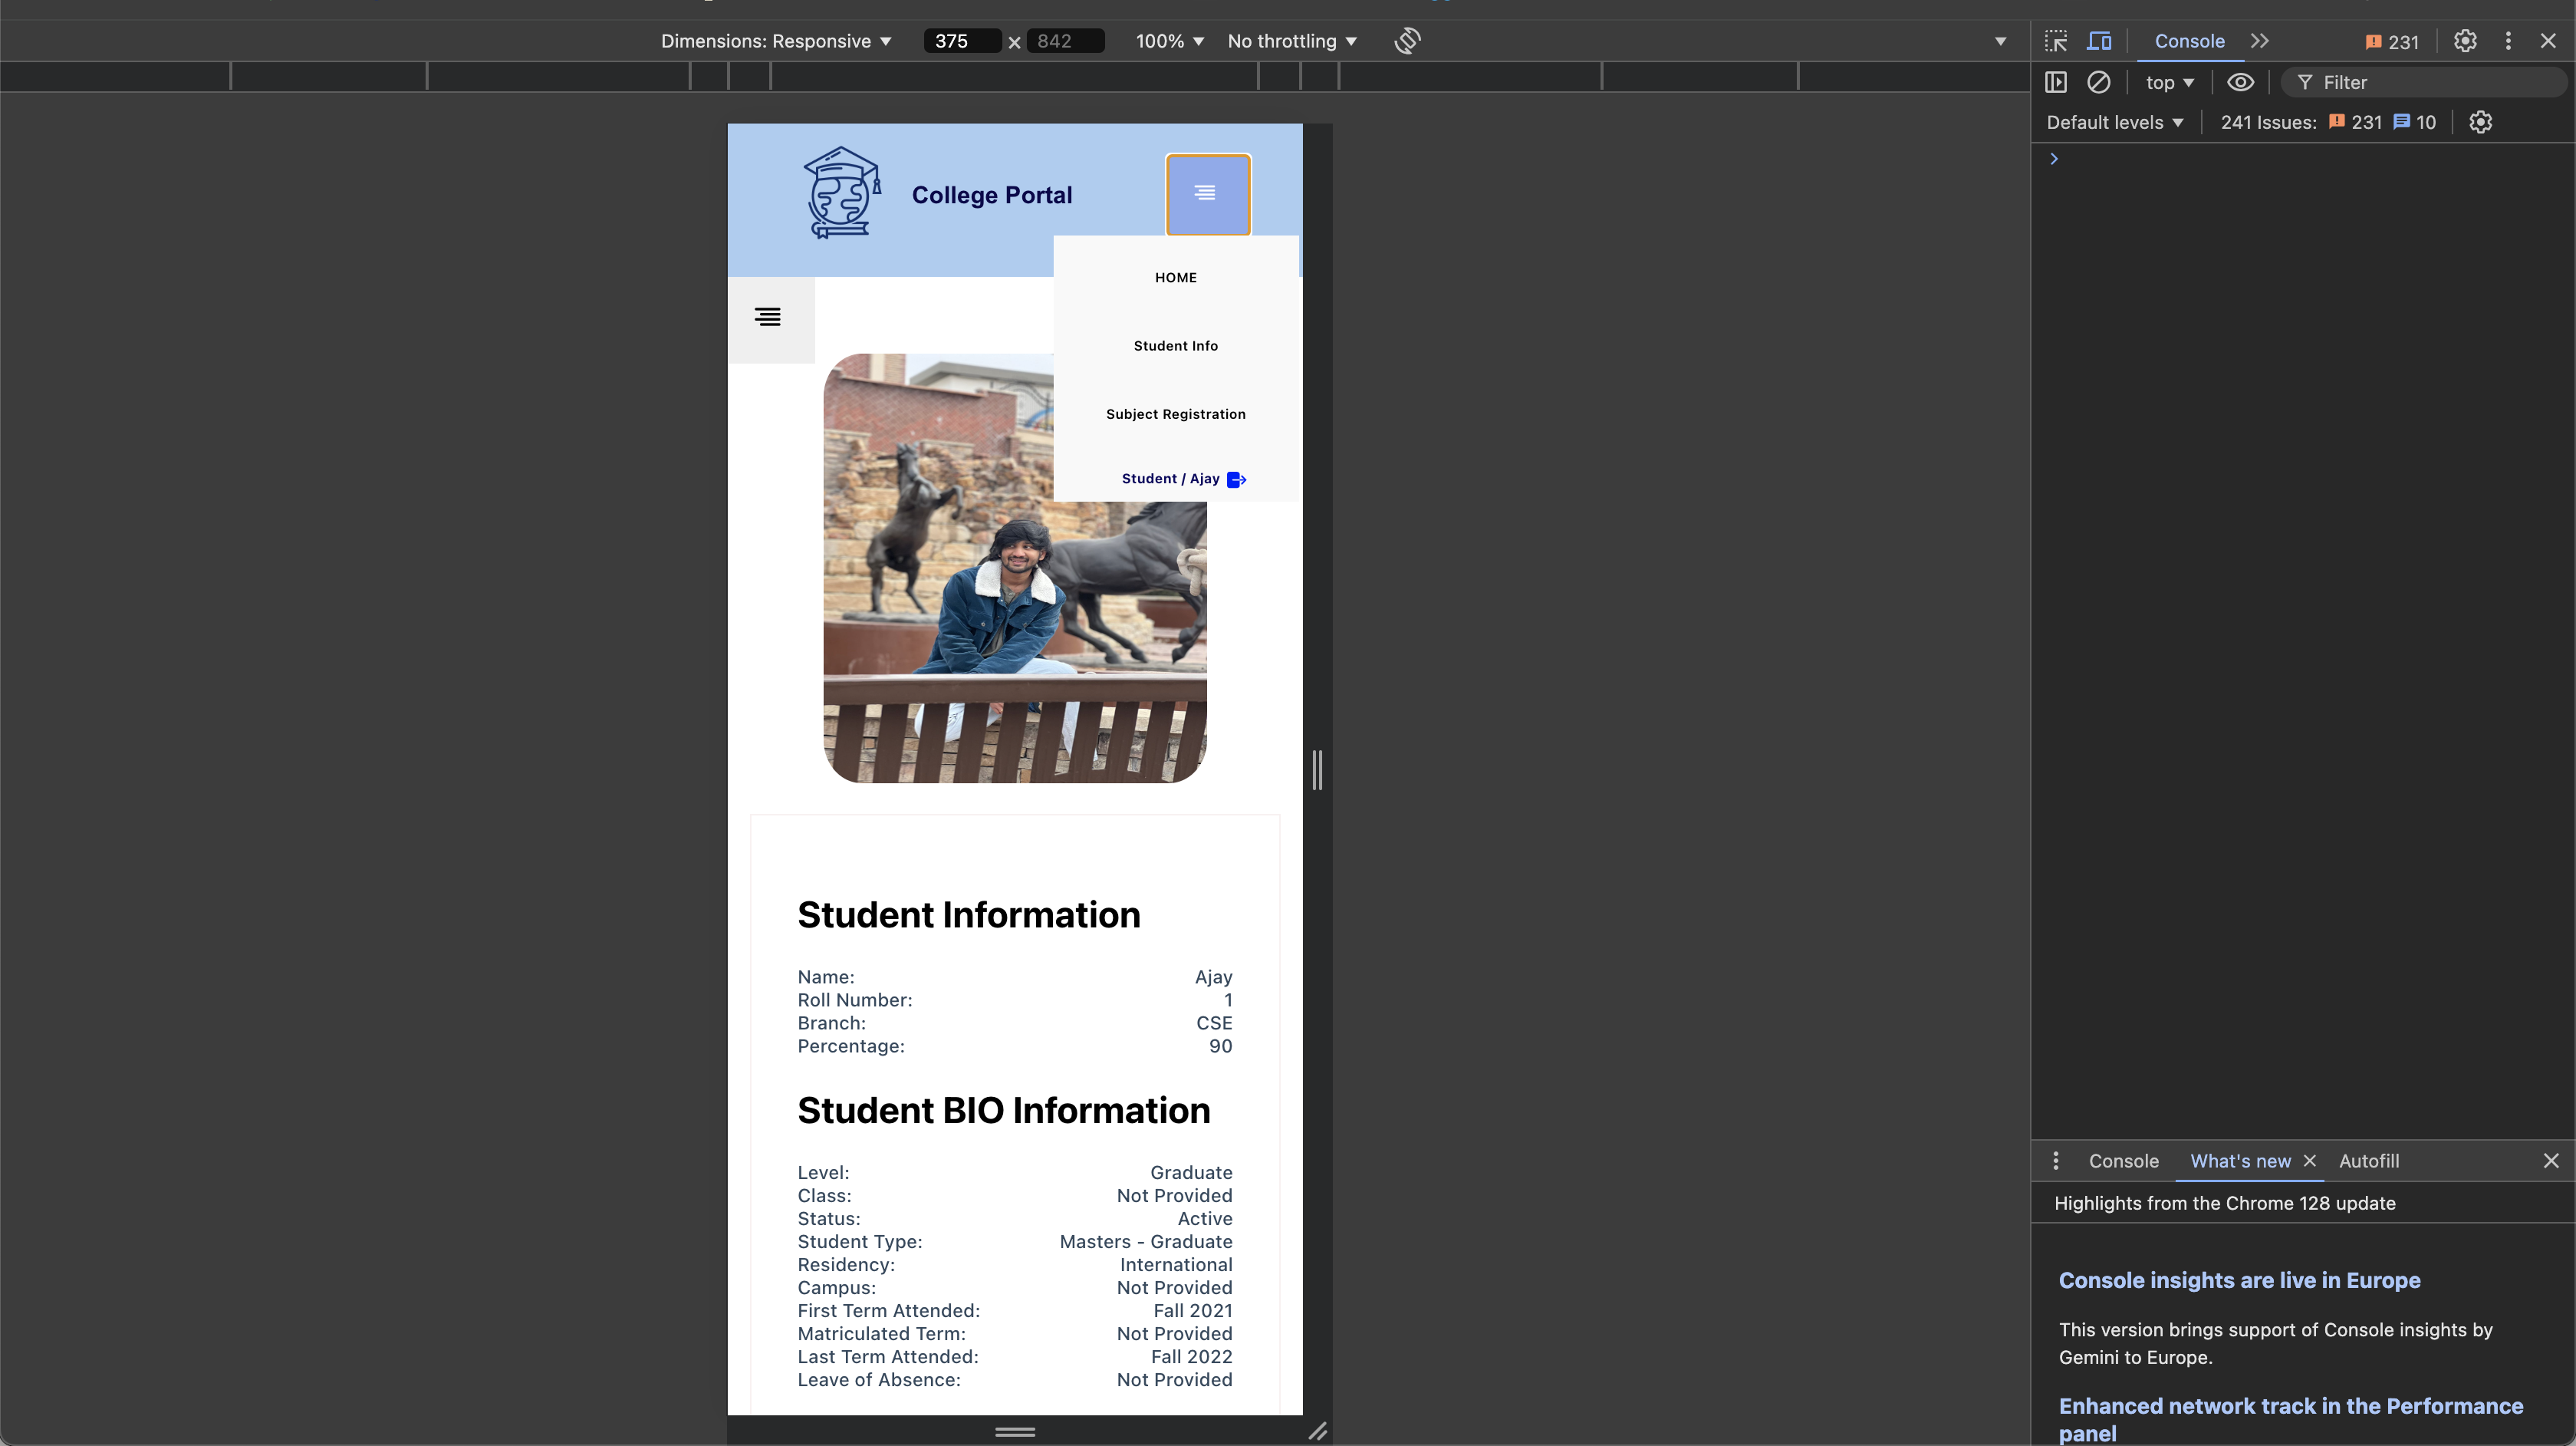 Dimensions: Responsive 375 x 842 100% No throttling
Console 231
top Filter
Default levels 241 Issues: 231 10
College Portal
HOME
Student Info
Subject Registration
Student / Ajay
Student Information
Name: Ajay
Roll Number: 1
Branch: CSE
Percentage: 90
Student BIO Information
Level: Graduate
Class: Not Provided
Status: Active
Student Type: Masters - Graduate
Residency: International
Campus: Not Provided
First Term Attended: Fall 2021
Matriculated Term: Not Provided
Last Term Attended: Fall 2022
Leave of Absence: Not Provided
Console What's new Autofill
Highlights from the Chrome 128 update
Console insights are live in Europe
This version brings support of Console insights by
Gemini to Europe.
Enhanced network track in the Performance
panel